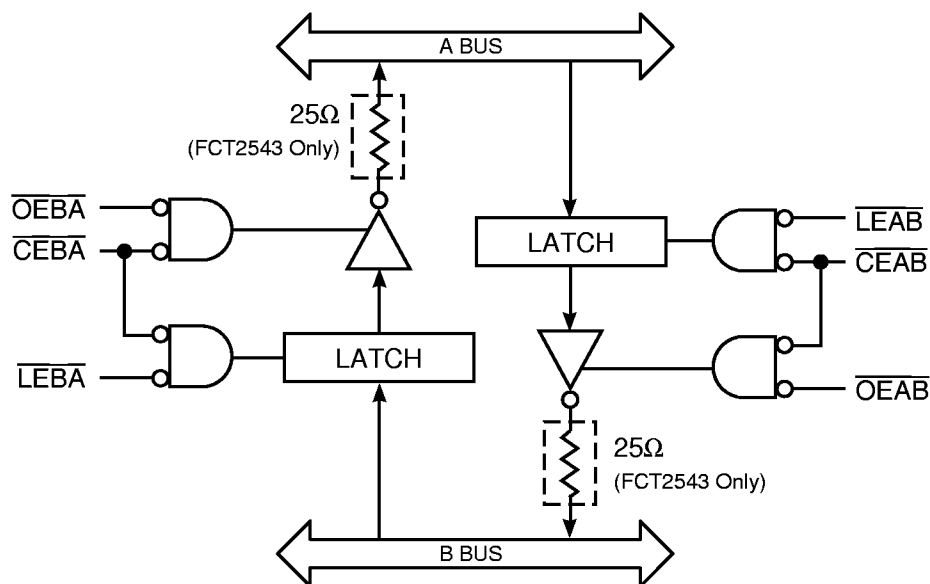 A BUS
25Ω
(FCT2543 Only)
OEBA
CEBA
LEBA
LATCH
LATCH
LEAB
CEAB
OEAB
25Ω
(FCT2543 Only)
B BUS